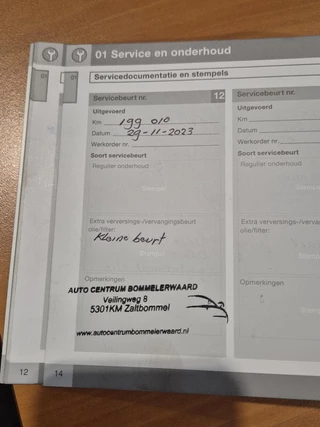 01 Service en onderhoud
Servicedocumentatie en stempels
Servicebeurt nr. 12
Uitgevoerd
Km 199 010
Datum 29-11-2023
Werkorder nr.
Soort servicebeurt
Regulier onderhoud
Stempel
Extra verversings-/vervangingsbeurt
olie/filter:
Kleine beurt
Opmerkingen
AUTO CENTRUM BOMMELERWAARD
Veilingweg 8
5301KM Zaltbommel
www.autocentrumbommelerwaard.nl
Servicebeurt nr.
Uitgevoerd
Km
Datum
Werkorder nr.
Soort servicebeurt
Regulier onderhoud
Extra verversings-/verva
olie/filter:
Opmerkingen
12
14